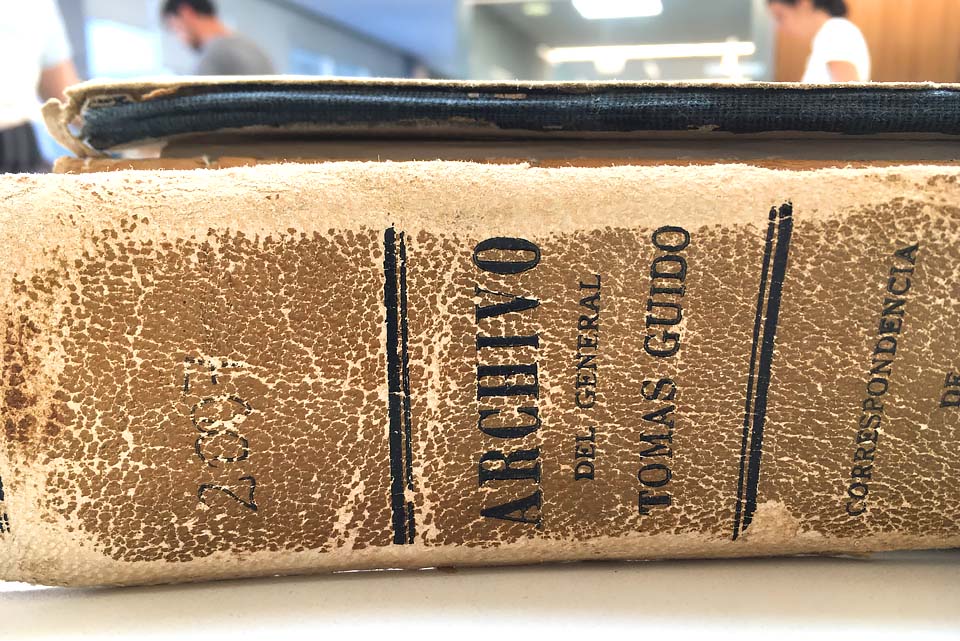 2007
ARCHIVO
DEL GENERAL
TOMAS GUIDO
CORRESPONDENCIA
DE